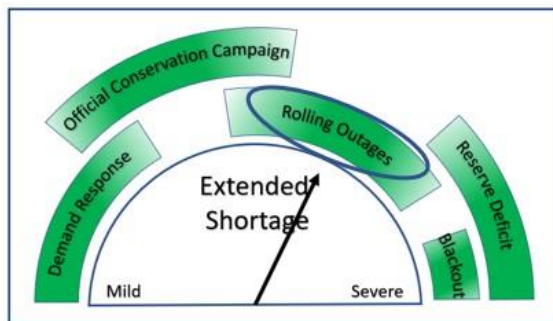 Official Conservation Campaign
Rolling Outages
Demand Response
Reserve Deficit
Extended
Shortage
Blackout
Mild
Severe